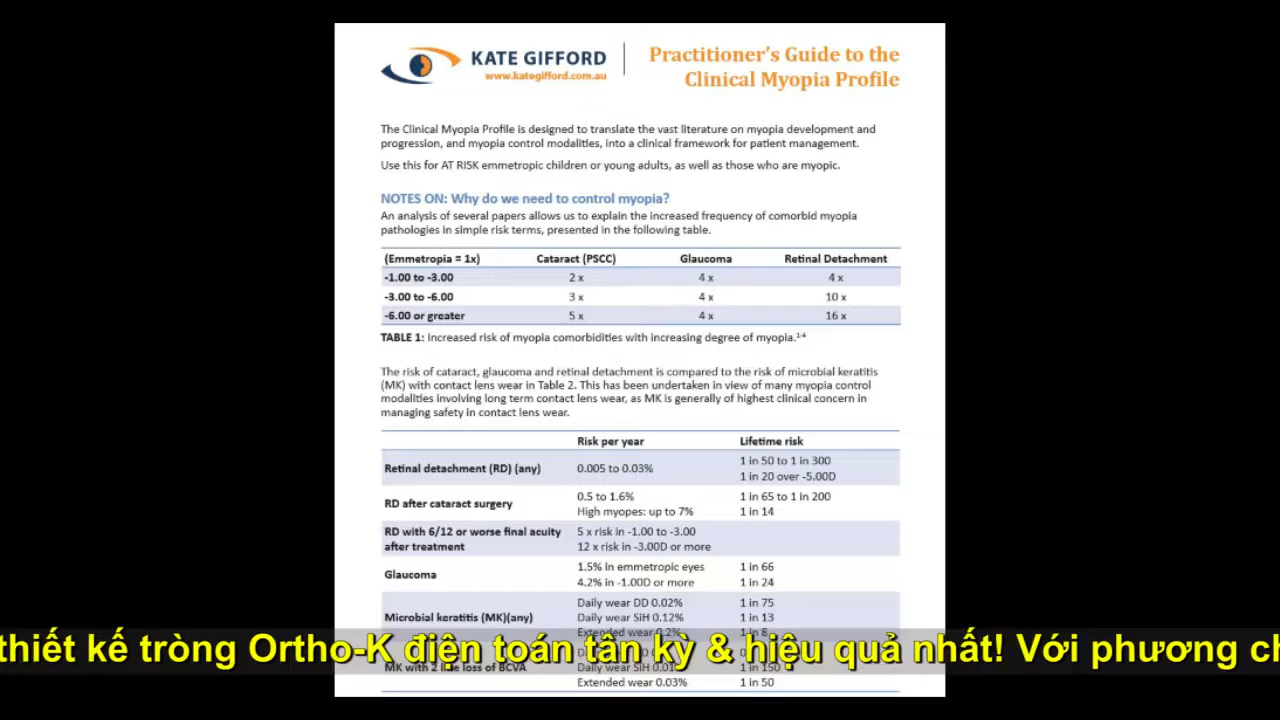 KATE GIFFORD
www.kategifford.com.au
Practitioner's Guide to the
Clinical Myopia Profile
The Clinical Myopia Profile is designed to translate the vast literature on myopia development and
progression, and myopia control modalities, into a clinical framework for patient management.
Use this for AT RISK emmetropic children or young adults, as well as those who are myopic.
NOTES ON: Why do we need to control myopia?
An analysis of several papers allows us to explain the increased frequency of comorbid myopia
pathologies in simple risk terms, presented in the following table.
(Emmetropia = 1x) Cataract (PSCC) Glaucoma Retinal Detachment
-1.00 to -3.00 2 x 4 x 4 x
-3.00 to -6.00 3 x 4 x 10 x
-6.00 or greater 5 x 4 x 16 x
TABLE 1: Increased risk of myopia comorbidities with increasing degree of myopia.¹⁻⁴
The risk of cataract, glaucoma and retinal detachment is compared to the risk of microbial keratitis
(MK) with contact lens wear in Table 2. This has been undertaken in view of many myopia control
modalities involving long term contact lens wear, as MK is generally of highest clinical concern in
managing safety in contact lens wear.
Risk per year Lifetime risk
Retinal detachment (RD) (any) 0.005 to 0.03% 1 in 50 to 1 in 300
1 in 20 over -5.00D
RD after cataract surgery 0.5 to 1.6% 1 in 65 to 1 in 200
High myopes: up to 7% 1 in 14
RD with 6/12 or worse final acuity
after treatment
5 x risk in -1.00 to -3.00
12 x risk in -3.00D or more
Glaucoma 1.5% in emmetropic eyes 1 in 66
4.2% in -1.00D or more 1 in 24
Microbial keratitis (MK)(any) Daily wear DD 0.02% 1 in 75
Daily wear SiH 0.12% 1 in 13
Extended wear 0.2% 1 in 8
thiết kế tròng Ortho-K điện toán tân kỳ & hiệu quả nhất! Với phương ch
MK with 2 line loss of BCVA Daily wear SiH 0.01 1 in 150
Extended wear 0.03% 1 in 50